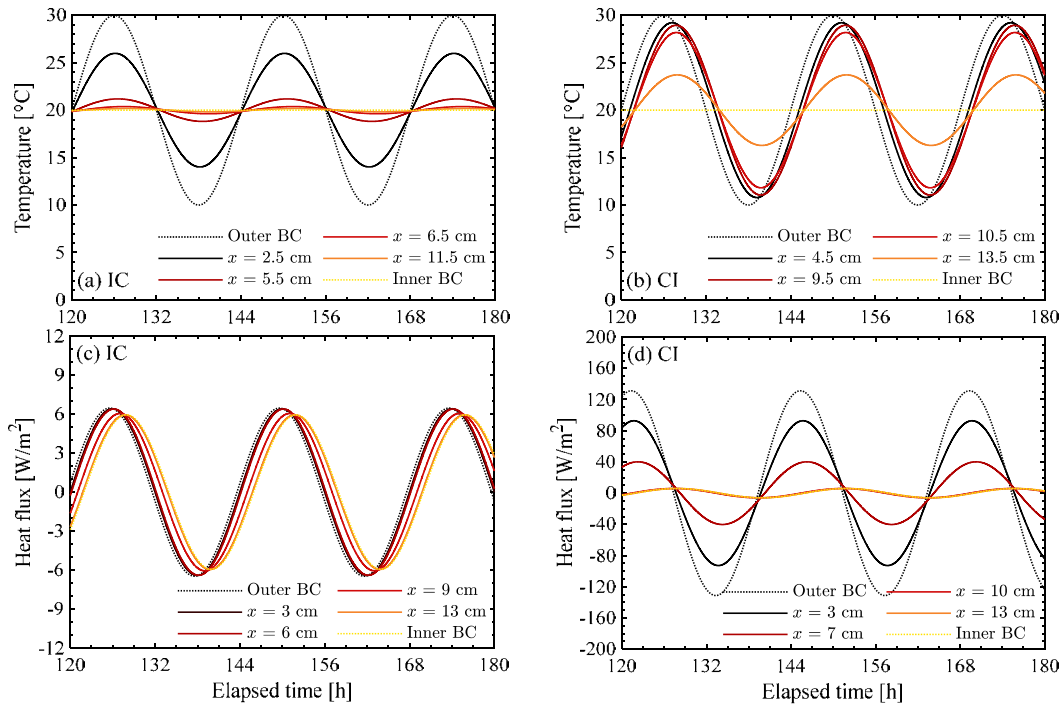 30
25
20
15
10
5
0
Temperature [°C]
Outer BC
x = 2.5 cm
x = 5.5 cm
x = 6.5 cm
x = 11.5 cm
Inner BC
(a) IC
120 132 144 156 168 180
30
25
20
15
10
5
0
Temperature [°C]
Outer BC
x = 4.5 cm
x = 9.5 cm
x = 10.5 cm
x = 13.5 cm
Inner BC
(b) CI
120 132 144 156 168 180
12
9
6
3
0
-3
-6
-9
-12
Heat flux [W/m²]
(c) IC
Outer BC
x = 3 cm
x = 6 cm
x = 9 cm
x = 13 cm
Inner BC
120 132 144 156 168 180
Elapsed time [h]
200
160
120
80
40
0
-40
-80
-120
-160
-200
Heat flux [W/m²]
(d) CI
Outer BC
x = 3 cm
x = 7 cm
x = 10 cm
x = 13 cm
Inner BC
120 132 144 156 168 180
Elapsed time [h]